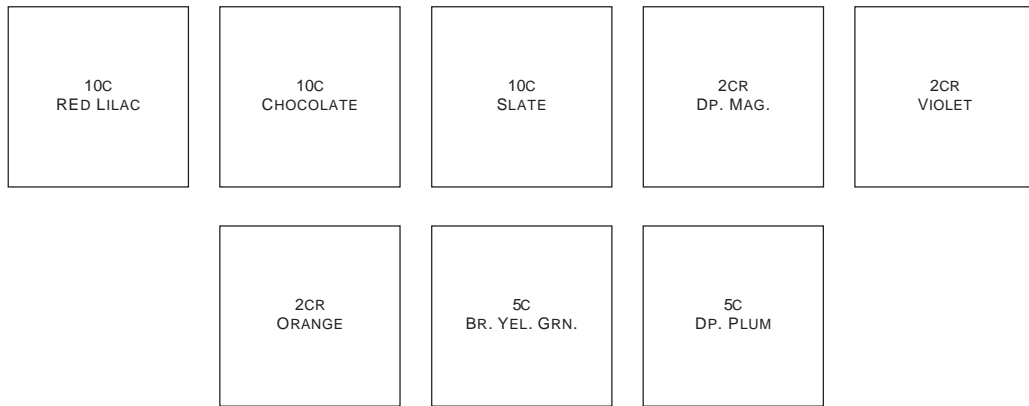 10C
RED LILAC
10C
CHOCOLATE
10C
SLATE
2CR
DP. MAG.
2CR
VIOLET
2CR
ORANGE
5C
BR. YEL. GRN.
5C
DP. PLUM